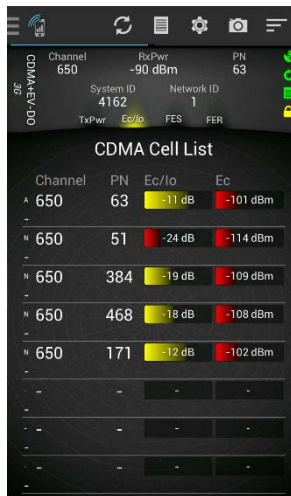 Channel RxPwr PN
650 -90 dBm 63
System ID Network ID
4162 1
TxPwr Ec/Io FES FER
CDMA+EV-DO
3G
CDMA Cell List
Channel PN Ec/Io Ec
A 650 63 -11 dB -101 dBm
-
N 650 51 -24 dB -114 dBm
-
N 650 384 -19 dB -109 dBm
-
N 650 468 -18 dB -108 dBm
-
N 650 171 -12 dB -102 dBm
-
- - - - -
-
- - - - -
-
- - - - -
-